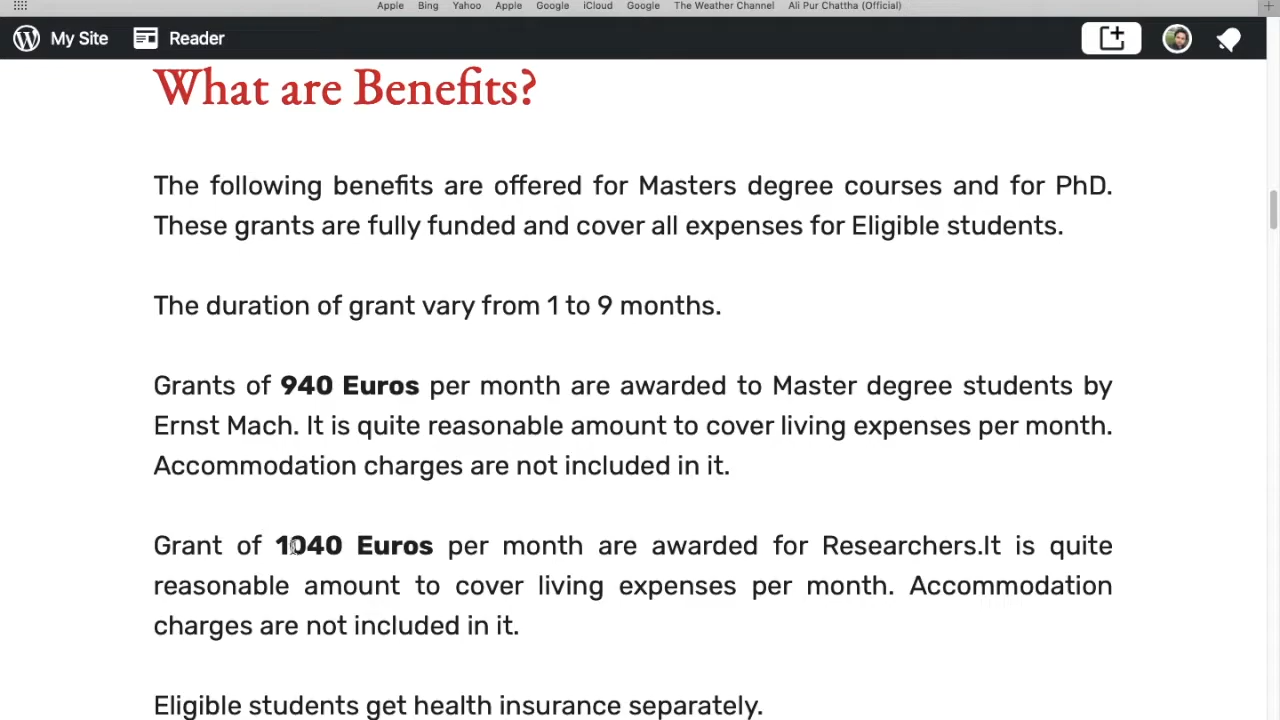 Apple Bing Yahoo Apple Google iCloud Google The Weather Channel Ali Pur Chattha (Official)
My Site Reader
What are Benefits?
The following benefits are offered for Masters degree courses and for PhD.
These grants are fully funded and cover all expenses for Eligible students.
The duration of grant vary from 1 to 9 months.
Grants of 940 Euros per month are awarded to Master degree students by
Ernst Mach. It is quite reasonable amount to cover living expenses per month.
Accommodation charges are not included in it.
Grant of 1040 Euros per month are awarded for Researchers.It is quite
reasonable amount to cover living expenses per month. Accommodation
charges are not included in it.
Eligible students get health insurance separately.